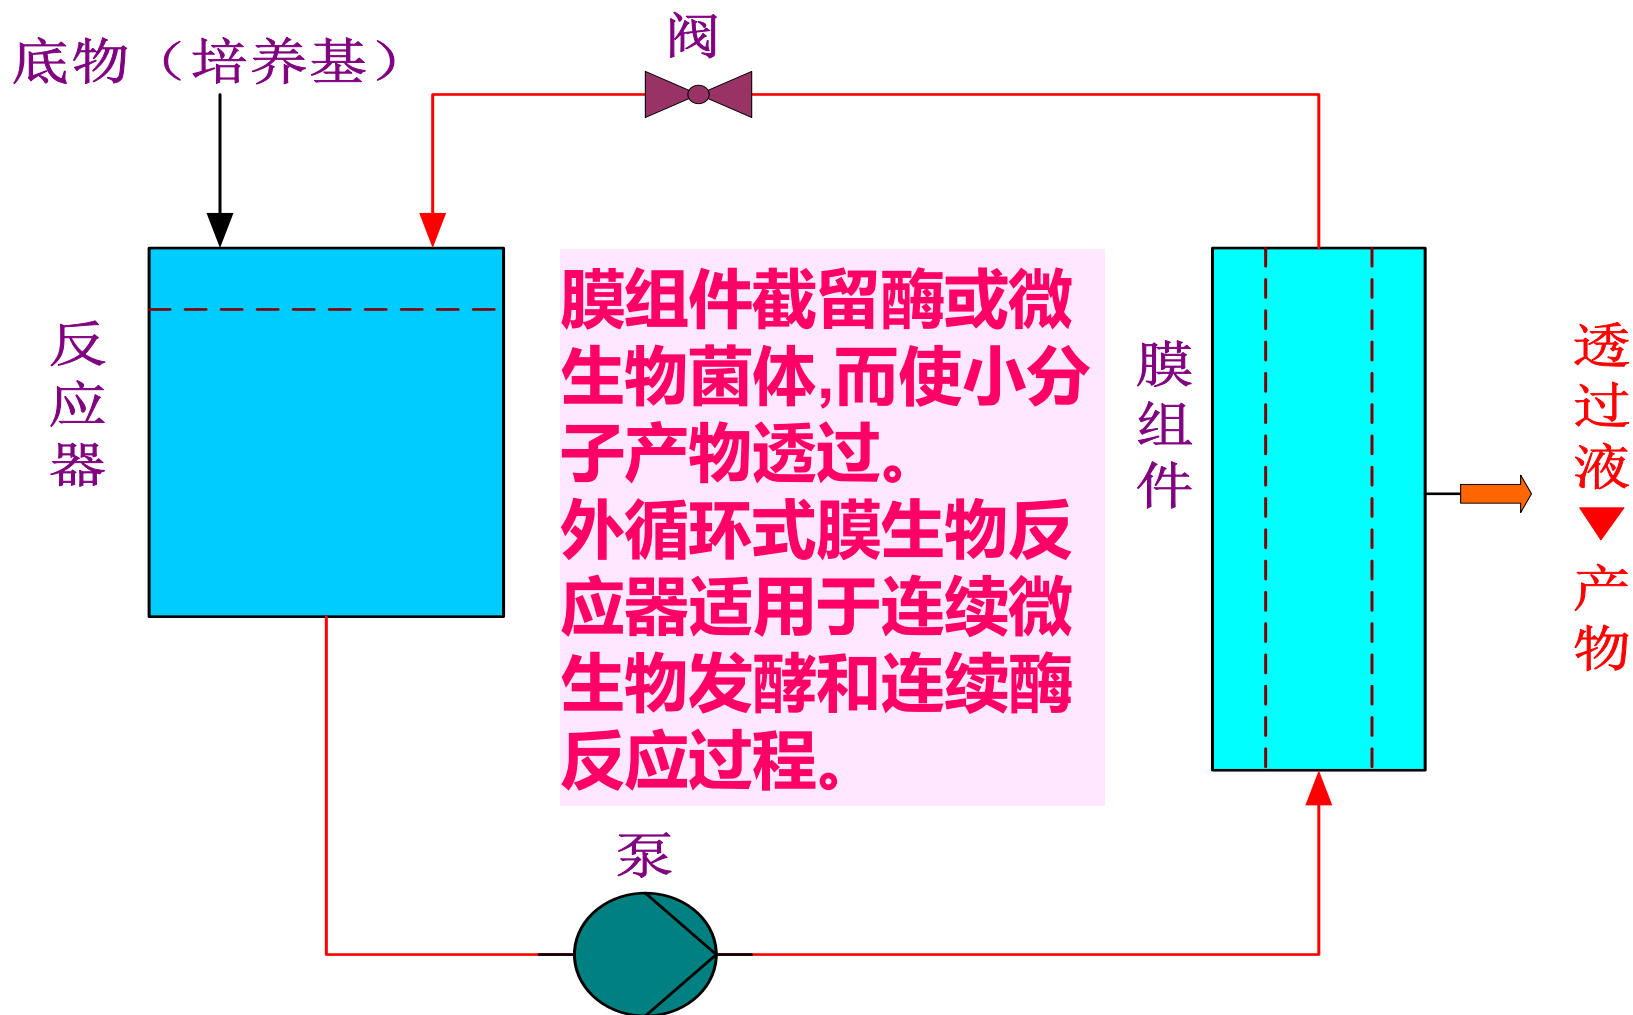 阀
底物（培养基）
反应器
膜组件截留酶或微
生物菌体,而使小分
子产物透过。
外循环式膜生物反
应器适用于连续微
生物发酵和连续酶
反应过程。
膜组件
透过液
产物
泵